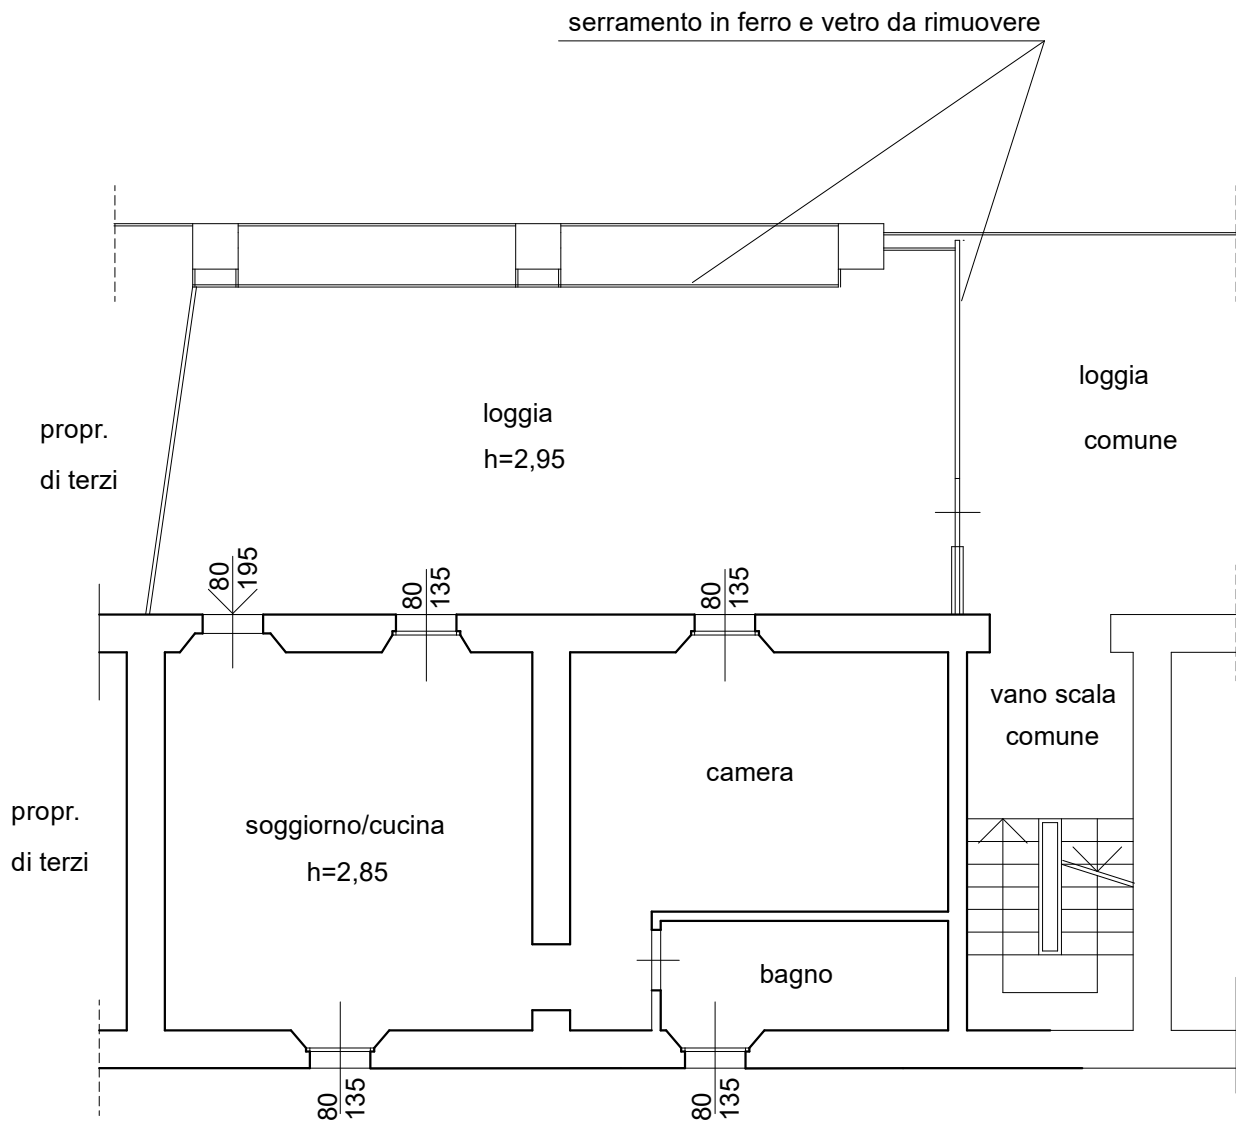 serramento in ferro e vetro da rimuovere
loggia
comune
loggia
h=2,95
propr.
di terzi
80
195
80
135
80
135
vano scala
comune
camera
soggiorno/cucina
h=2,85
propr.
di terzi
bagno
80
135
80
135